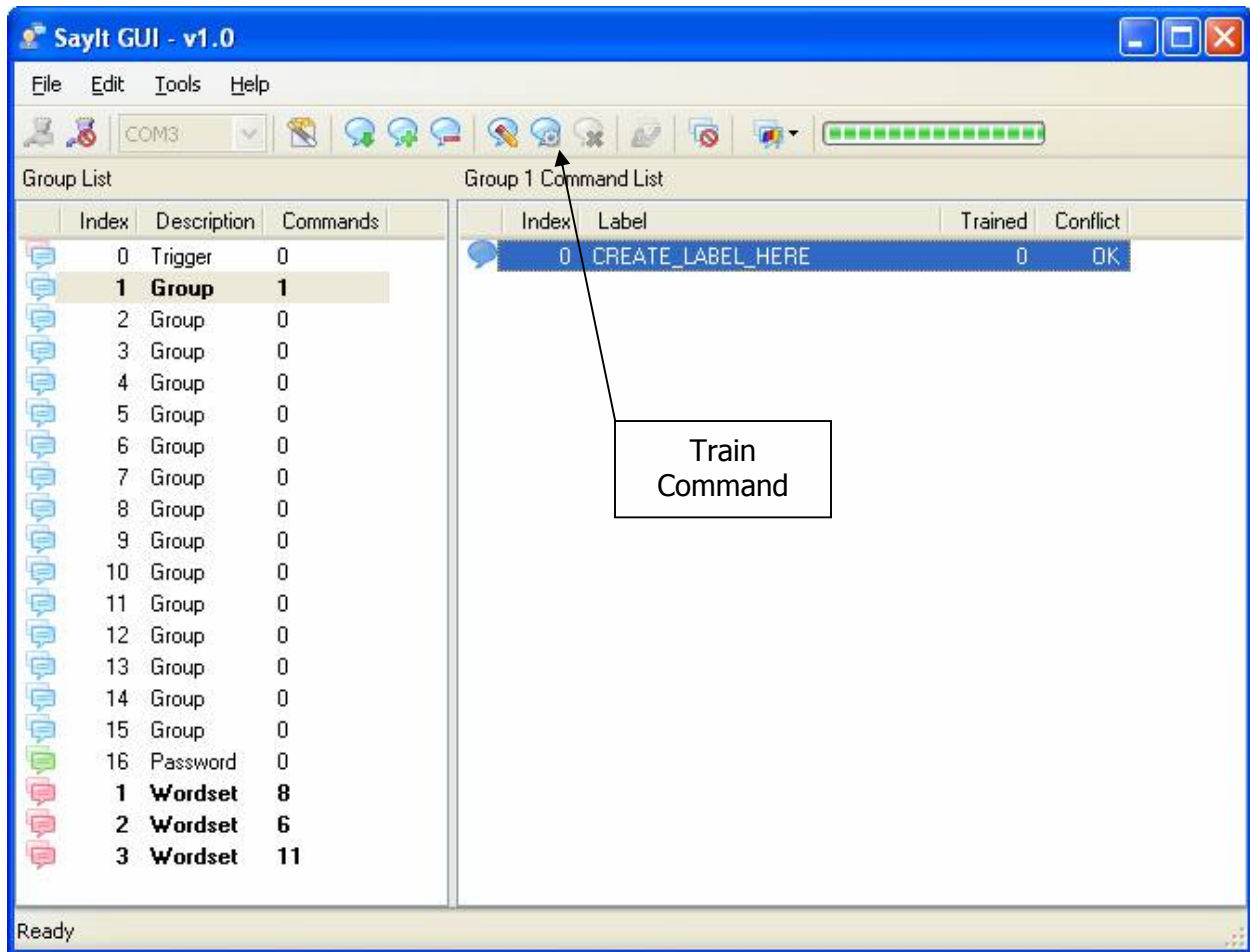 SayIt GUI - v1.0
File Edit Tools Help
COM3
Group List
Index Description Commands
0 Trigger 0
1 Group 1
2 Group 0
3 Group 0
4 Group 0
5 Group 0
6 Group 0
7 Group 0
8 Group 0
9 Group 0
10 Group 0
11 Group 0
12 Group 0
13 Group 0
14 Group 0
15 Group 0
16 Password 0
1 Wordset 8
2 Wordset 6
3 Wordset 11
Group 1 Command List
Index Label Trained Conflict
0 CREATE_LABEL_HERE 0 OK
Train
Command
Ready